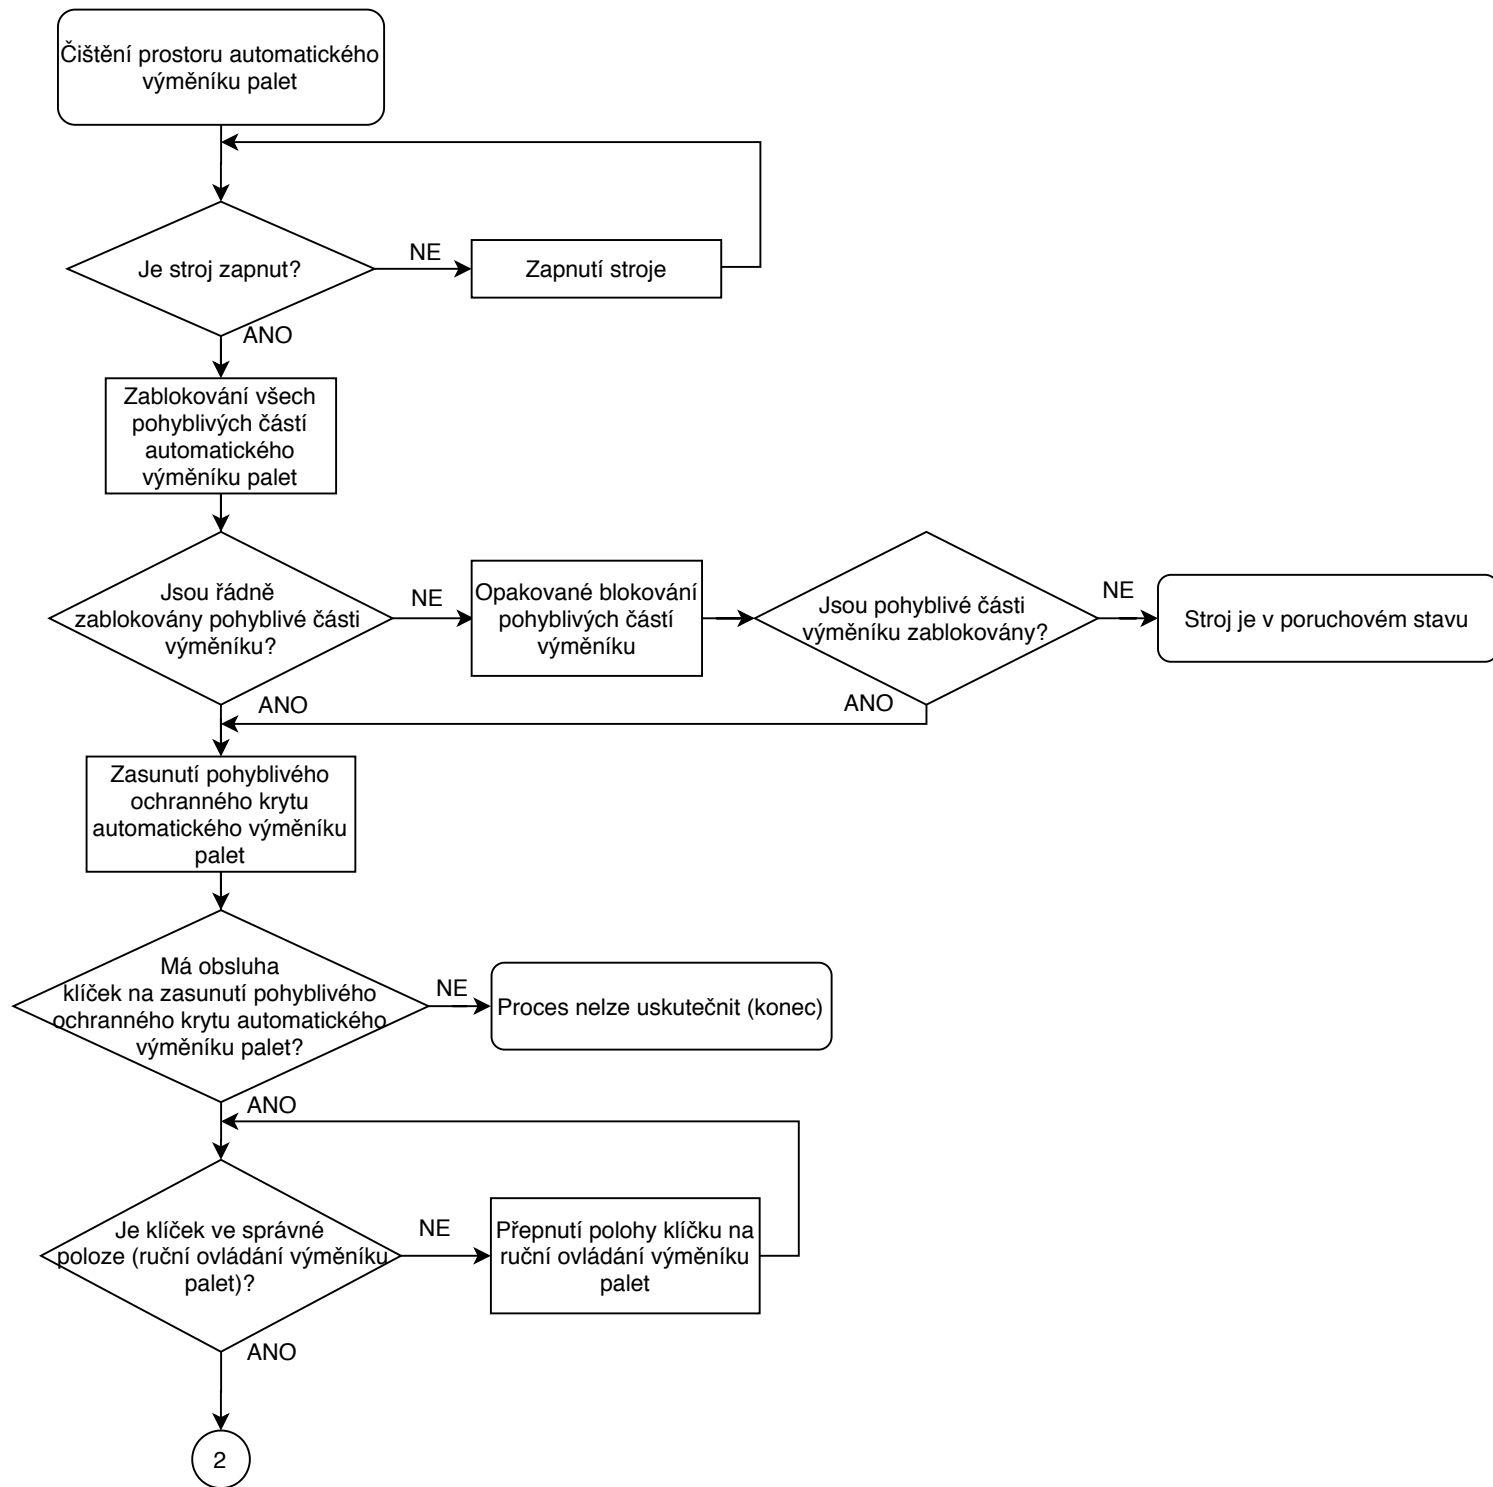 Čištění prostoru automatického
výměníku palet
Je stroj zapnut?
NE
Zapnutí stroje
ANO
Zablokování všech
pohyblivých částí
automatického
výměníku palet
Jsou řádně
zablokovány pohyblivé části
výměníku?
NE
Opakované blokování
pohyblivých částí
výměníku
Jsou pohyblivé části
výměníku zablokovány?
NE
Stroj je v poruchovém stavu
ANO
ANO
Zasunutí pohyblivého
ochranného krytu
automatického výměníku
palet
Má obsluha
klíček na zasunutí pohyblivého
ochranného krytu automatického
výměníku palet?
NE
Proces nelze uskutečnit (konec)
ANO
Je klíček ve správné
poloze (ruční ovládání výměníku
palet)?
NE
Přepnutí polohy klíčku na
ruční ovládání výměníku
palet
ANO
2